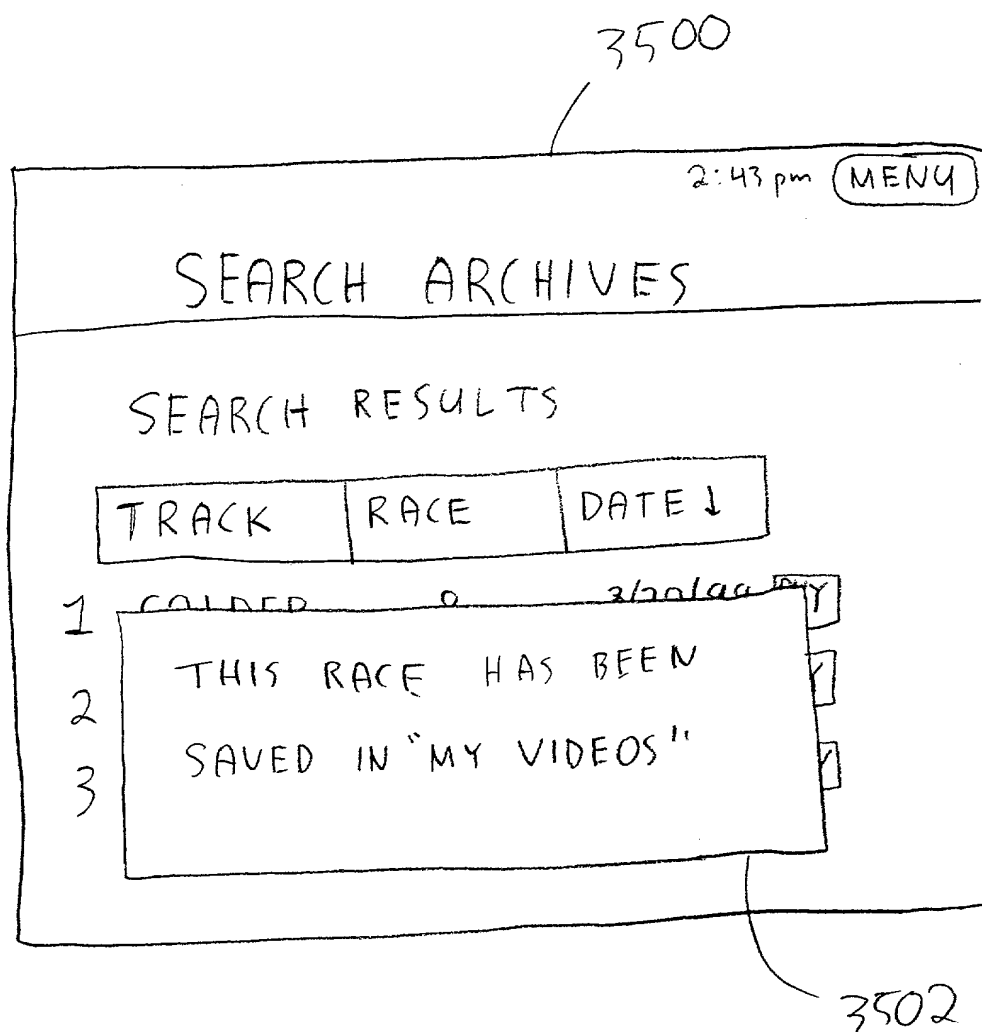 3500
2:43 pm MENU
SEARCH ARCHIVES
SEARCH RESULTS
TRACK RACE DATE ↓
1
2
3
THIS RACE HAS BEEN
SAVED IN "MY VIDEOS"
3502